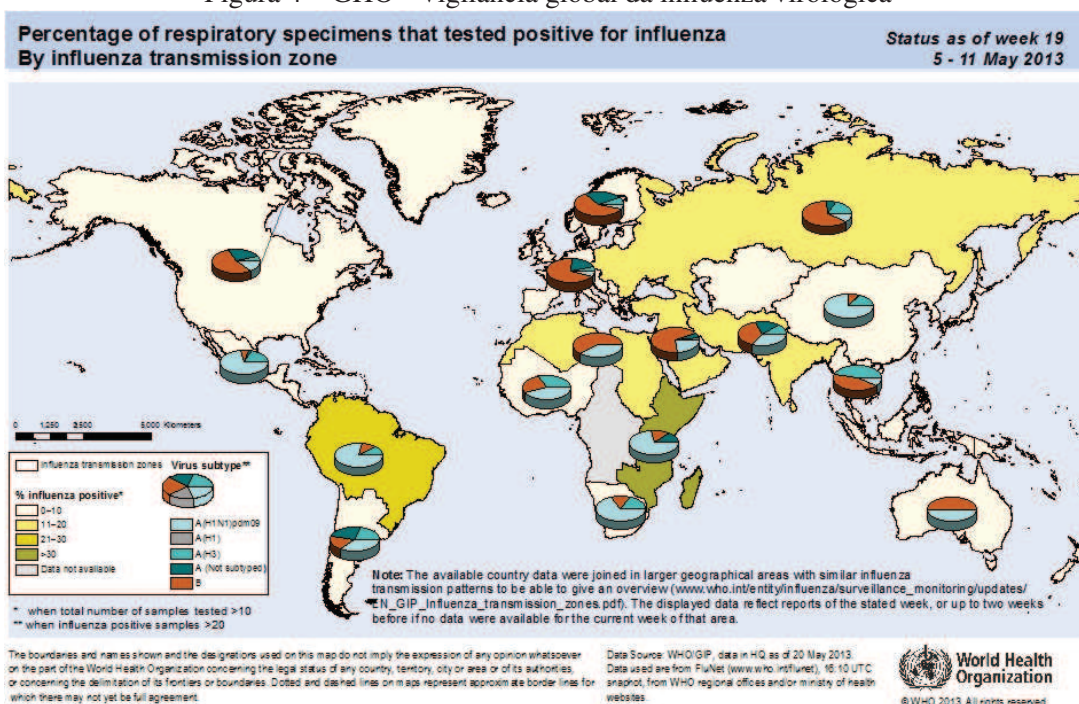 Figura 4 – GHO – Vigilância global da influenza virológica
Percentage of respiratory specimens that tested positive for influenza
By influenza transmission zone
Status as of week 19
5 - 11 May 2013
0 1,250 2,500 5,000 Kilometers
Influenza transmission zones
Virus subtype**
% influenza positive*
0–10
11–20
21–30
>30
Data not available
A(H1N1)pdm09
A(H1)
A(H3)
A (Not subtyped)
B
* when total number of samples tested >10
** when influenza positive samples >20
Note: The available country data were joined in larger geographical areas with similar influenza
transmission patterns to be able to give an overview (www.who.int/entity/influenza/surveillance_monitoring/updates/
EN_GIP_Influenza_transmission_zones.pdf). The displayed data reflect reports of the stated week, or up to two weeks
before if no data were available for the current week of that area.
The boundaries and names shown and the designations used on this map do not imply the expression of any opinion whatsoever
on the part of the World Health Organization concerning the legal status of any country, territory, city or area or of its authorities,
or concerning the delimitation of its frontiers or boundaries. Dotted and dashed lines on maps represent approximate border lines for
which there may not yet be full agreement.
Data Source: WHO/GIP, data in HQ as of 20 May 2013.
Data used are from FluNet (www.who.int/flunet), 16:10 UTC
snapshot, from WHO regional offices and/or ministry of health
websites.
World Health
Organization
© WHO 2013. All rights reserved.